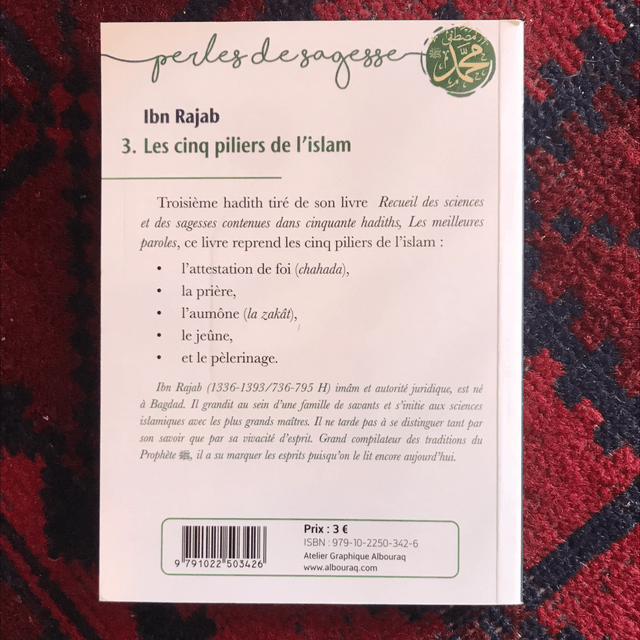 perles de sagesse
مصطفى
محمد
ﷺ
Ibn Rajab
3. Les cinq piliers de l'islam
Troisième hadith tiré de son livre Recueil des sciences
et des sagesses contenues dans cinquante hadiths, Les meilleures
paroles, ce livre reprend les cinq piliers de l'islam :
• l'attestation de foi (chahada),
• la prière,
• l'aumône (la zakât),
• le jeûne,
• et le pèlerinage.
Ibn Rajab (1336-1393/736-795 H) imâm et autorité juridique, est né
à Bagdad. Il grandit au sein d'une famille de savants et s'initie aux sciences
islamiques avec les plus grands maîtres. Il ne tarde pas à se distinguer tant par
son savoir que par sa vivacité d'esprit. Grand compilateur des traditions du
Prophète ﷺ, il a su marquer les esprits puisqu'on le lit encore aujourd'hui.
9 791022 503426
Prix : 3 €
ISBN : 979-10-2250-342-6
Atelier Graphique Albouraq
www.albouraq.com